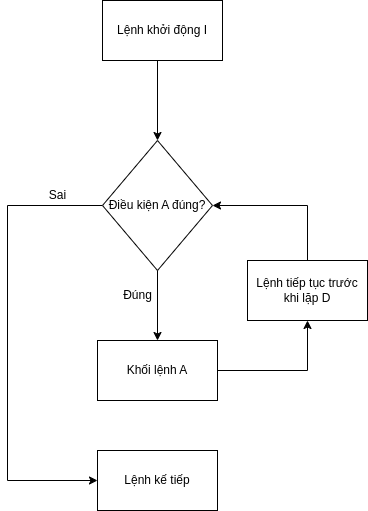 Lệnh khởi động I
Điều kiện A đúng?
Sai
Đúng
Lệnh tiếp tục trước
khi lặp D
Khối lệnh A
Lệnh kế tiếp